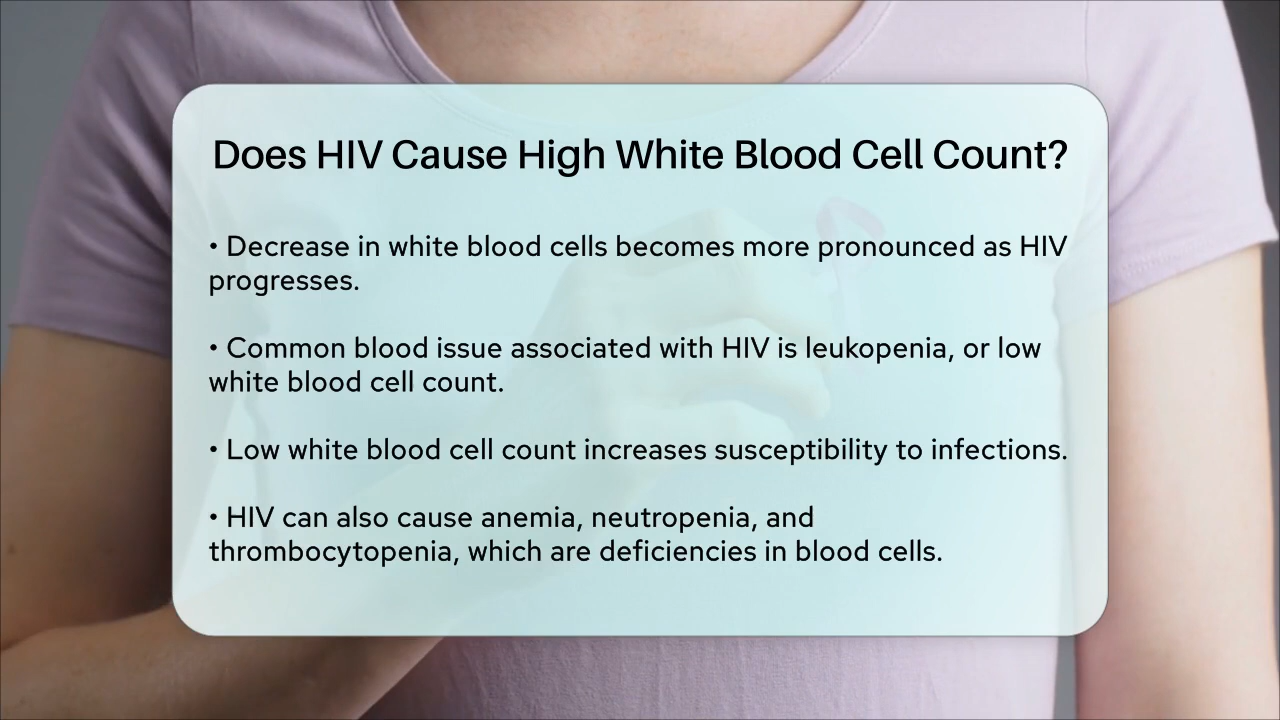 Does HIV Cause High White Blood Cell Count?
• Decrease in white blood cells becomes more pronounced as HIV
progresses.
• Common blood issue associated with HIV is leukopenia, or low
white blood cell count.
• Low white blood cell count increases susceptibility to infections.
• HIV can also cause anemia, neutropenia, and
thrombocytopenia, which are deficiencies in blood cells.